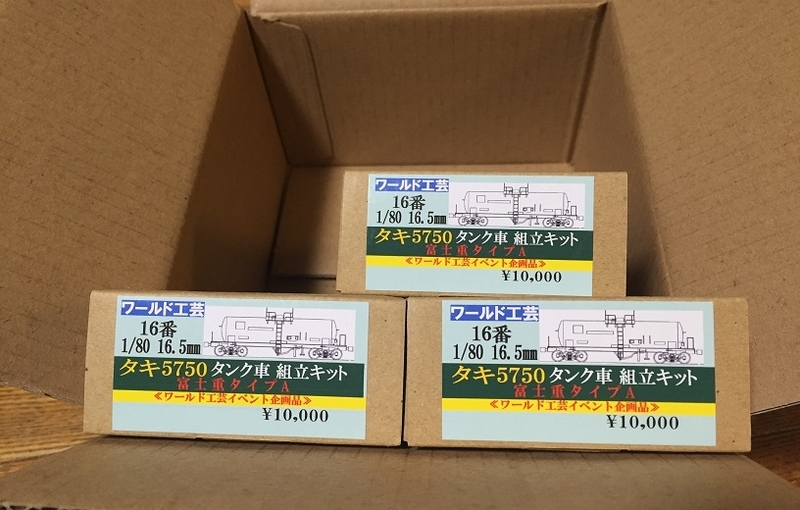 ワールド工芸
16番
1/80 16.5mm
タキ5750 タンク車 組立キット
富士重タイプA
≪ワールド工芸イベント企画品≫
¥10,000
ワールド工芸
16番
1/80 16.5mm
タキ5750 タンク車 組立キット
富士重タイプA
≪ワールド工芸イベント企画品≫
¥10,000
ワールド工芸
16番
1/80 16.5mm
タキ5750 タンク車 組立キット
富士重タイプA
≪ワールド工芸イベント企画品≫
¥10,000